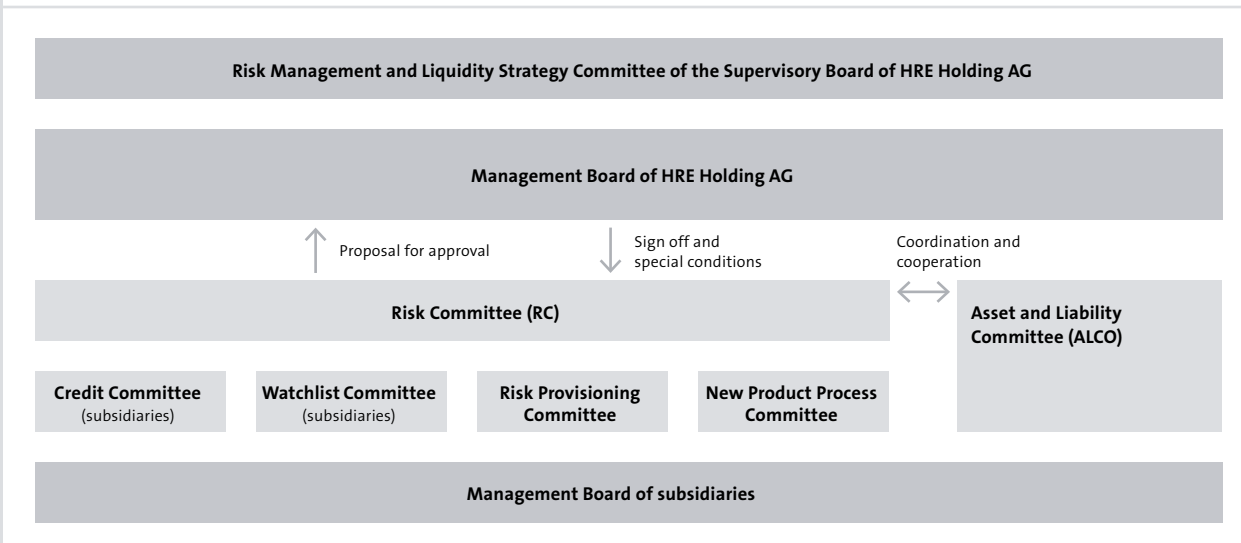 Risk Management and Liquidity Strategy Committee of the Supervisory Board of HRE Holding AG
Management Board of HRE Holding AG
Proposal for approval
Sign off and
special conditions
Coordination and
cooperation
Risk Committee (RC)
Asset and Liability
Committee (ALCO)
Credit Committee
(subsidiaries)
Watchlist Committee
(subsidiaries)
Risk Provisioning
Committee
New Product Process
Committee
Management Board of subsidiaries